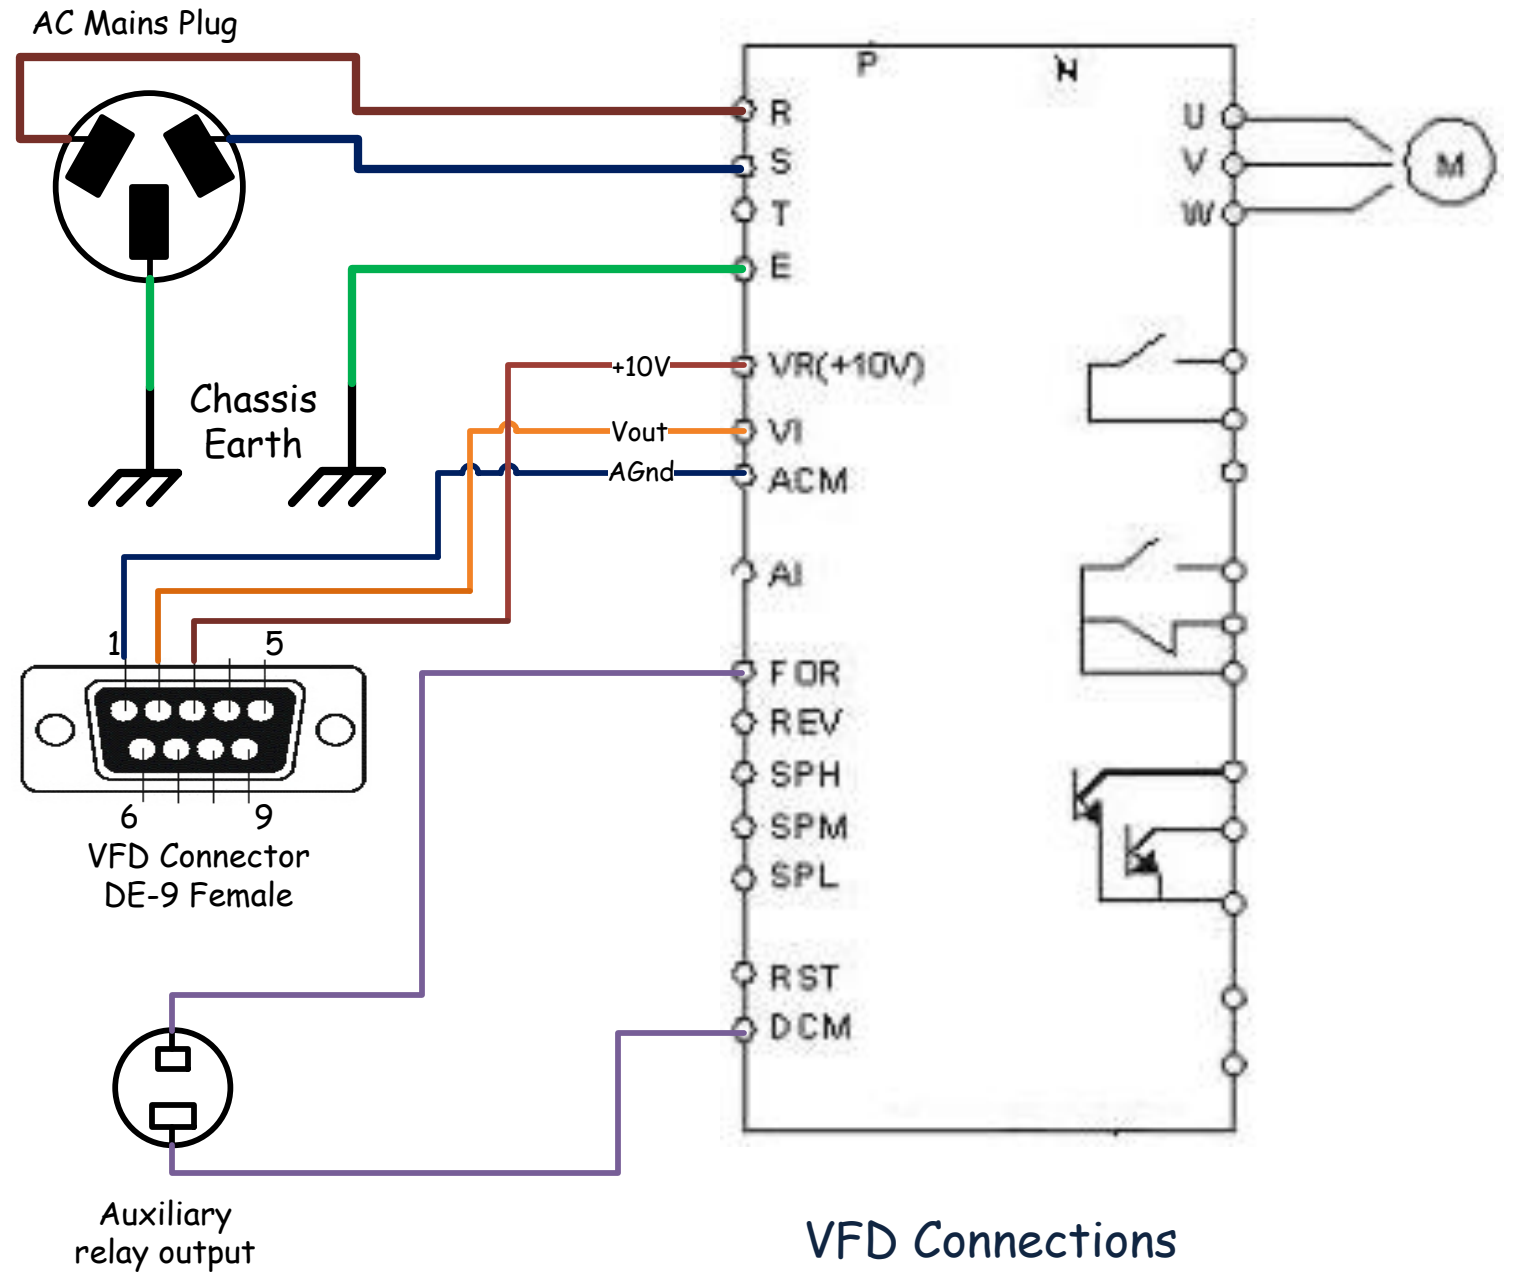 AC Mains Plug
P
N
R
S
T
E
U
V
W
M
Chassis
Earth
+10V
VR(+10V)
Vout
VI
AGnd
ACM
AI
1
5
6
9
VFD Connector
DE-9 Female
FOR
REV
SPH
SPM
SPL
RST
DCM
Auxiliary
relay output
VFD Connections